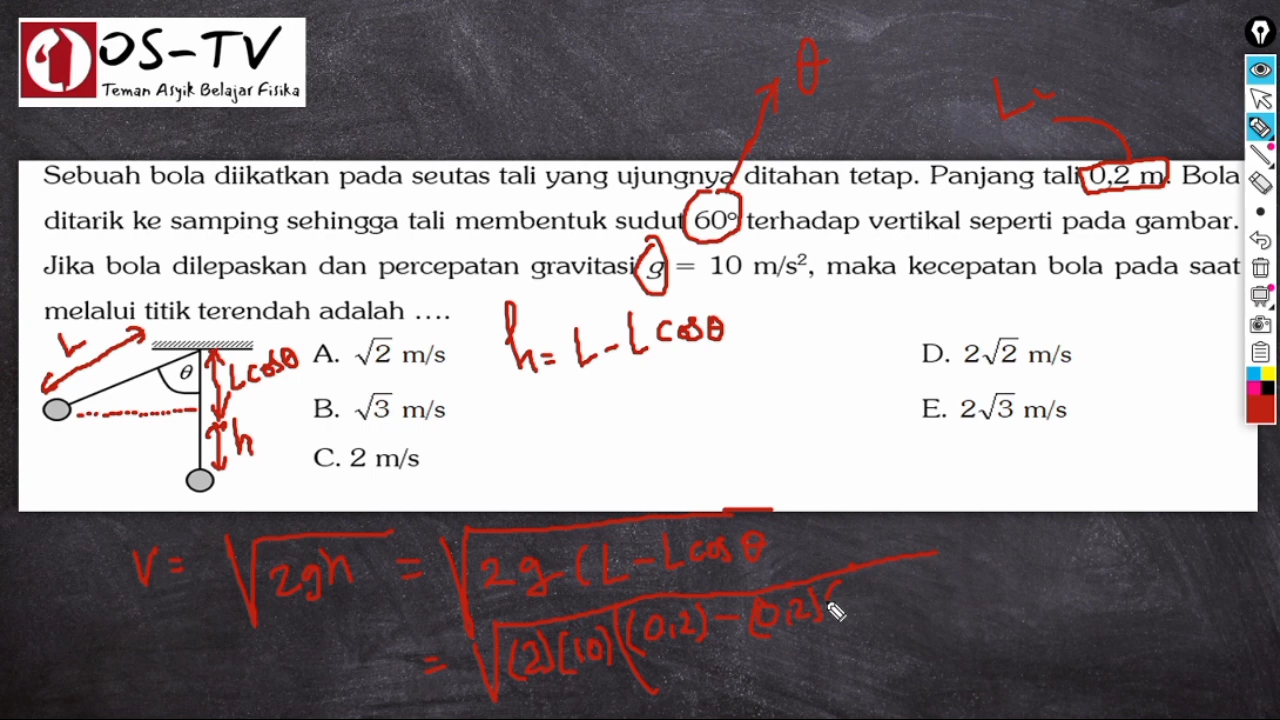 OS-TV
Teman Asyik Belajar Fisika
θ
L
Sebuah bola diikatkan pada seutas tali yang ujungnya ditahan tetap. Panjang tali 0,2 m. Bola
ditarik ke samping sehingga tali membentuk sudut 60° terhadap vertikal seperti pada gambar.
Jika bola dilepaskan dan percepatan gravitasi g = 10 m/s², maka kecepatan bola pada saat
melalui titik terendah adalah ....
h = L - L cos θ
L
θ
L cos θ
h
A. √2 m/s
B. √3 m/s
C. 2 m/s
D. 2√2 m/s
E. 2√3 m/s
V = √2gh = √2g (L - L cos θ
= √(2)(10)((0,2) - (0,2)